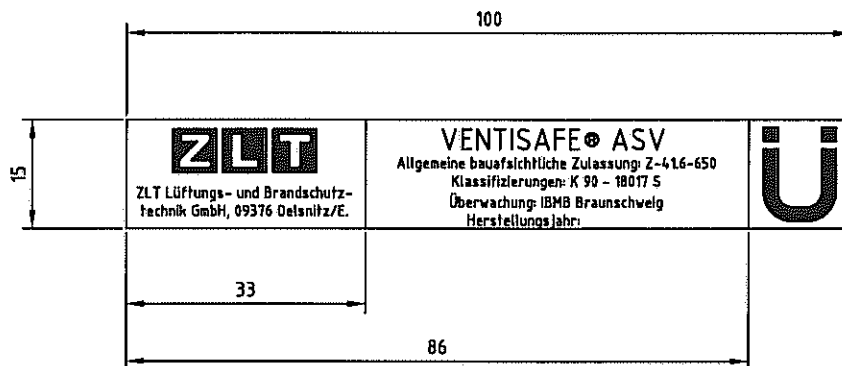 100
15
ZLT
ZLT Lüftungs- und Brandschutz-
technik GmbH, 09376 Oelsnitz/E.
VENTISAFE® ASV
Allgemeine bauafsichtliche Zulassung: Z-41.6-650
Klassifizierungen: K 90 - 18017 S
Überwachung: IBMB Braunschweig
Herstellungsjahr:
Ü
33
86